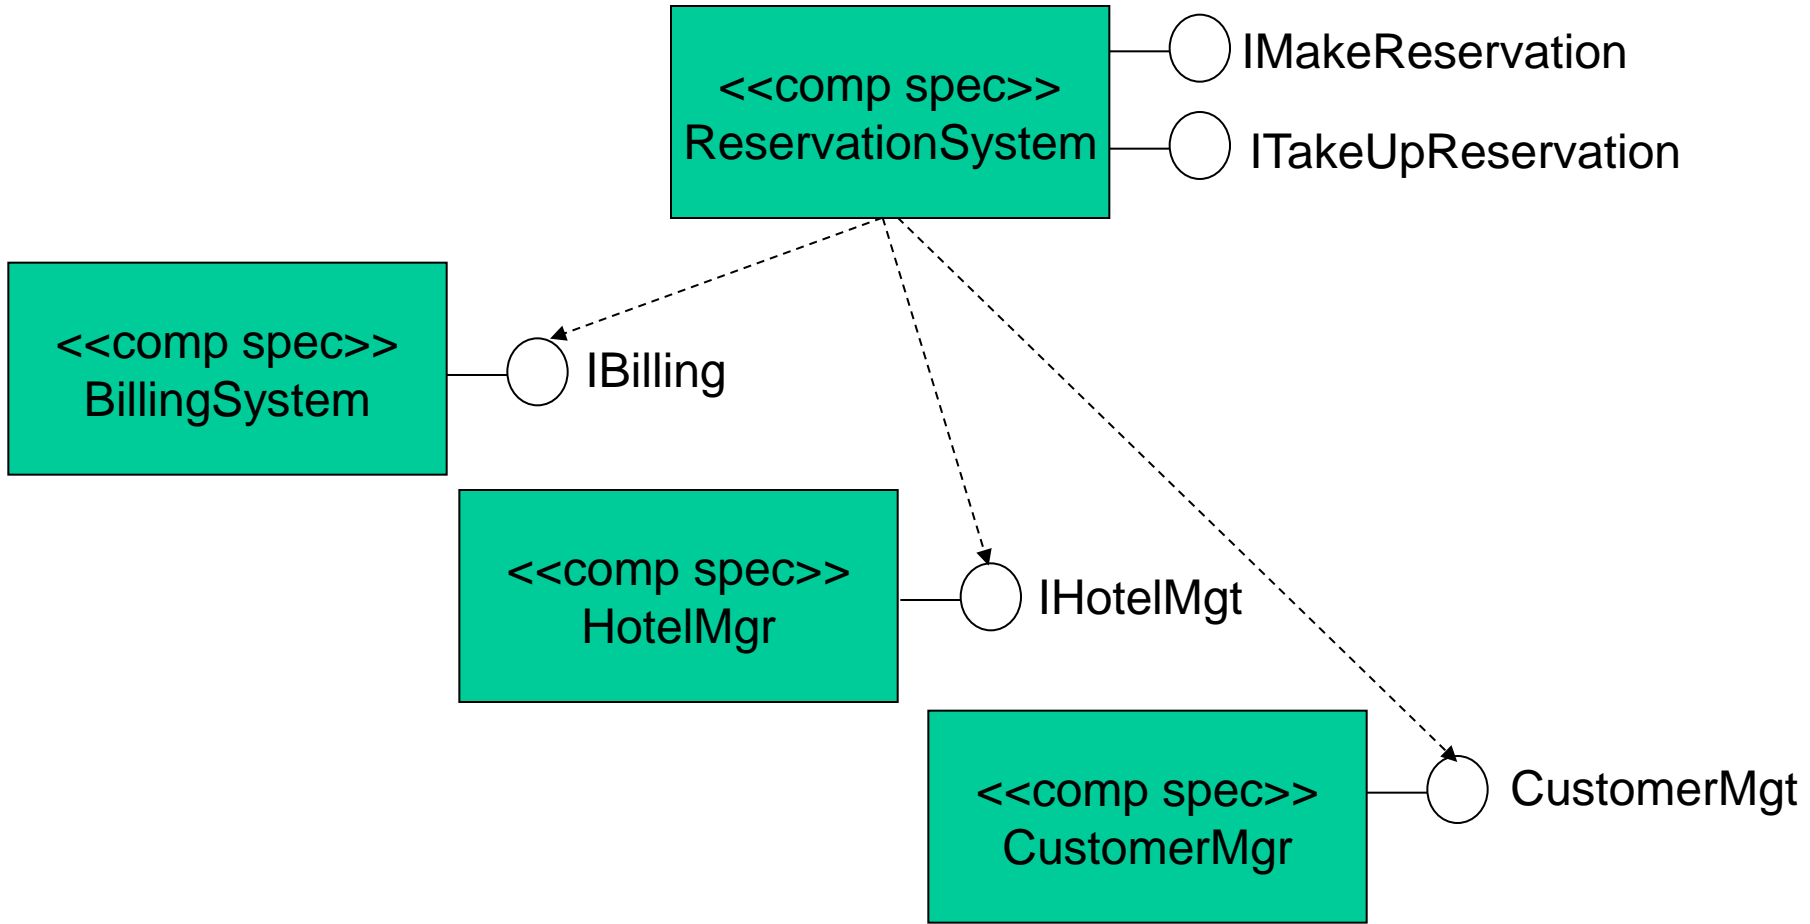 <<comp spec>>
ReservationSystem
IMakeReservation
ITakeUpReservation
<<comp spec>>
BillingSystem
IBilling
<<comp spec>>
HotelMgr
IHotelMgt
<<comp spec>>
CustomerMgr
CustomerMgt